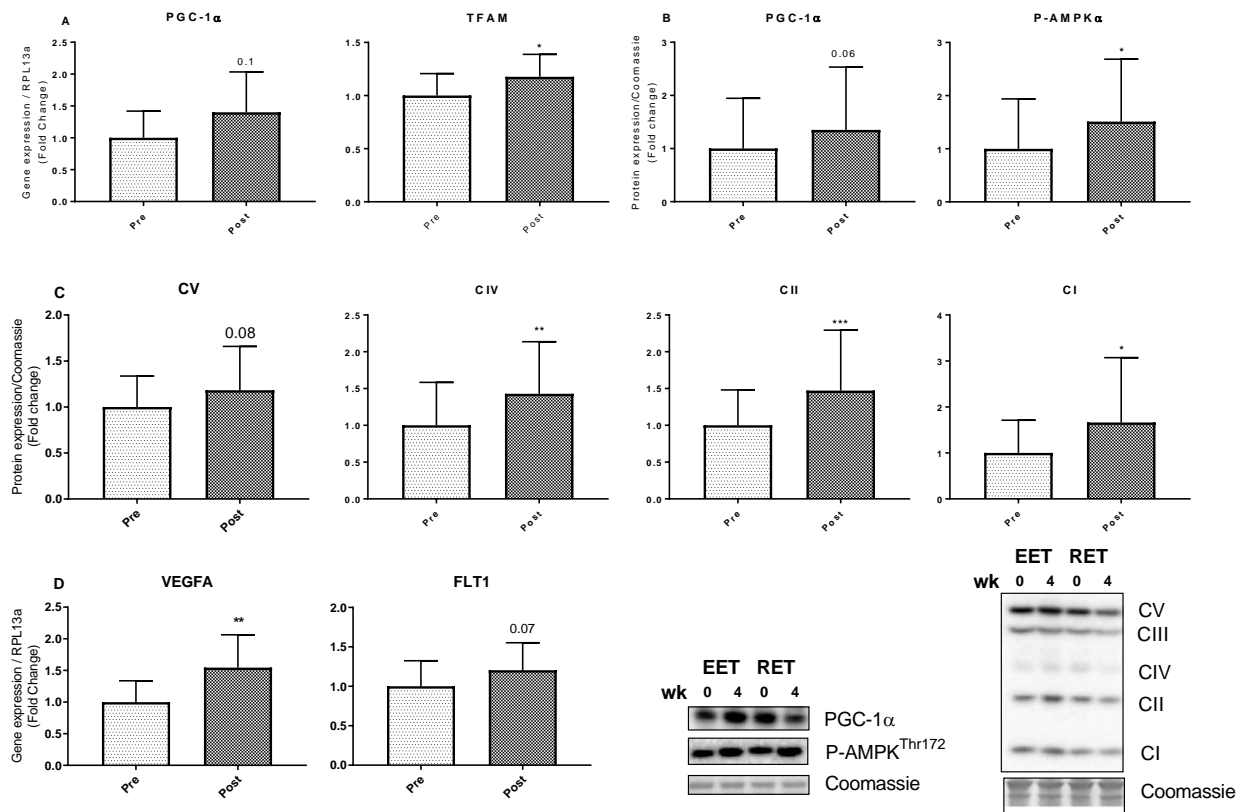 A
PGC-1α
Gene expression / RPL13a
(Fold Change)
2.5
2.0
1.5
1.0
0.5
0.0
0.1
Pre
Post
TFAM
1.5
1.0
0.5
0.0
*
Pre
Post
B
PGC-1α
Protein expression/Coomassie
(Fold change)
3
2
1
0
0.06
Pre
Post
P-AMPKα
3
2
1
0
*
Pre
Post
C
CV
Protein expression/Coomassie
(Fold change)
2.0
1.5
1.0
0.5
0.0
0.08
Pre
Post
CIV
2.5
2.0
1.5
1.0
0.5
0.0
**
Pre
Post
CII
2.5
2.0
1.5
1.0
0.5
0.0
***
Pre
Post
CI
4
3
2
1
0
*
Pre
Post
D
VEGFA
Gene expression / RPL13a
(Fold Change)
2.5
2.0
1.5
1.0
0.5
0.0
**
Pre
Post
FLT1
2.0
1.5
1.0
0.5
0.0
0.07
Pre
Post
EET RET
wk 0 4 0 4
PGC-1α
P-AMPK Thr172
Coomassie
EET RET
wk 0 4 0 4
CV
CIII
CIV
CII
CI
Coomassie